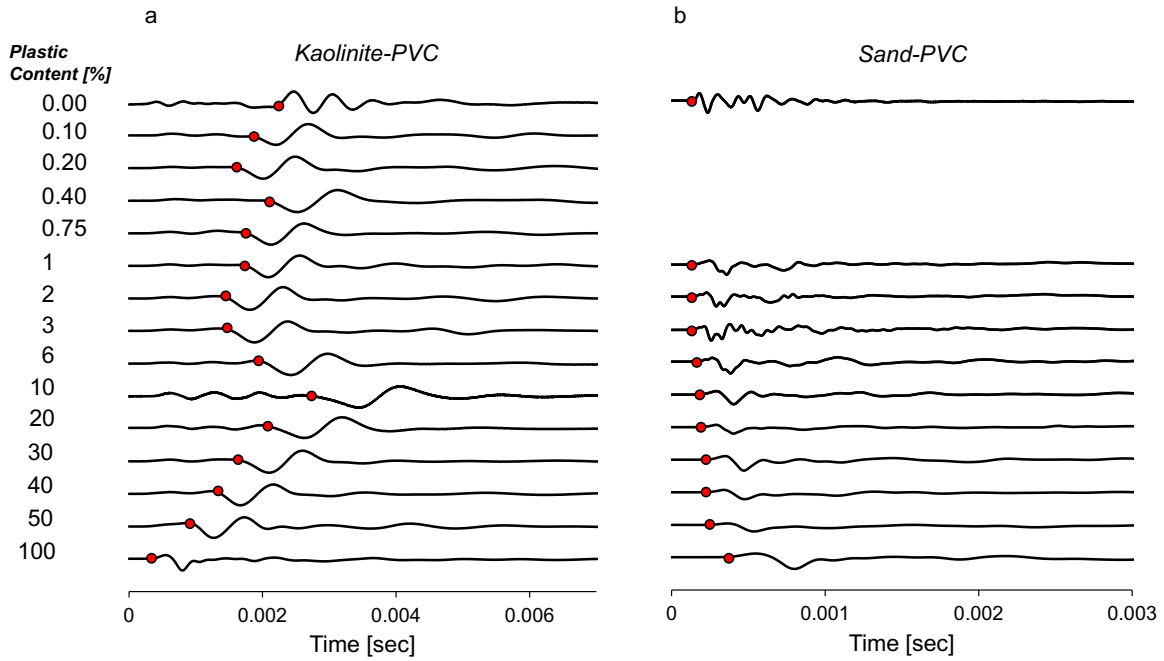 a
b
Plastic
Content [%]
Kaolinite-PVC
Sand-PVC
0.00
0.10
0.20
0.40
0.75
1
2
3
6
10
20
30
40
50
100
0 0.002 0.004 0.006
Time [sec]
0 0.001 0.002 0.003
Time [sec]